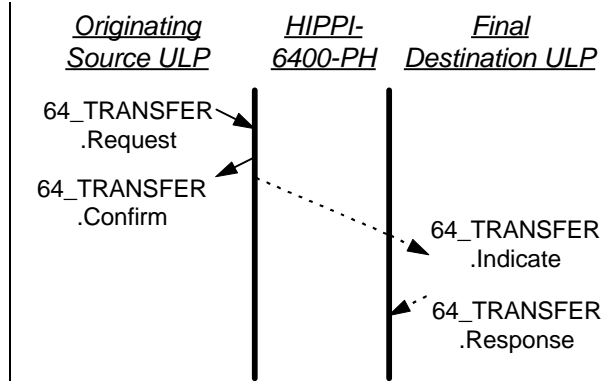 Originating
Source ULP
HIPPI-
6400-PH
Final
Destination ULP
64_TRANSFER
.Request
64_TRANSFER
.Confirm
64_TRANSFER
.Indicate
64_TRANSFER
.Response